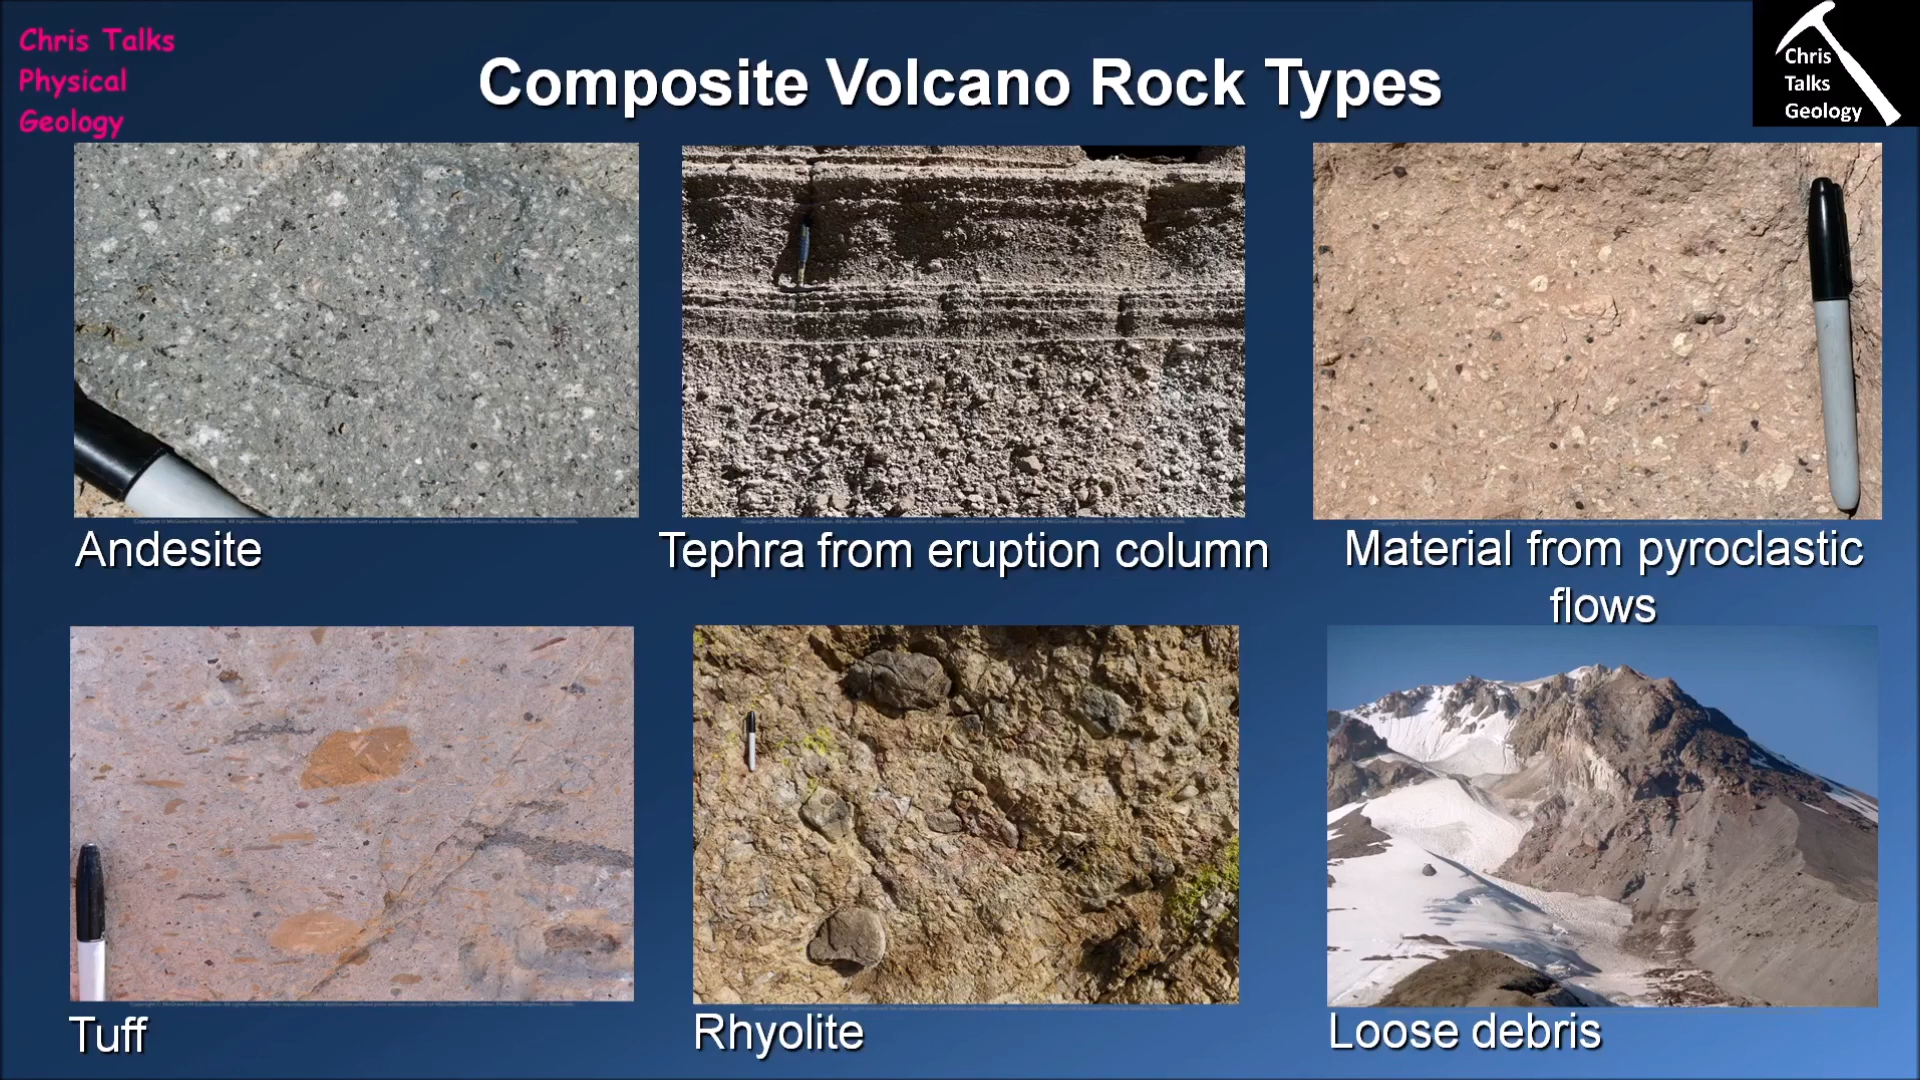 Chris Talks
Physical
Geology
Composite Volcano Rock Types
Chris
Talks
Geology
Andesite
Tephra from eruption column
Material from pyroclastic
flows
Tuff
Rhyolite
Loose debris